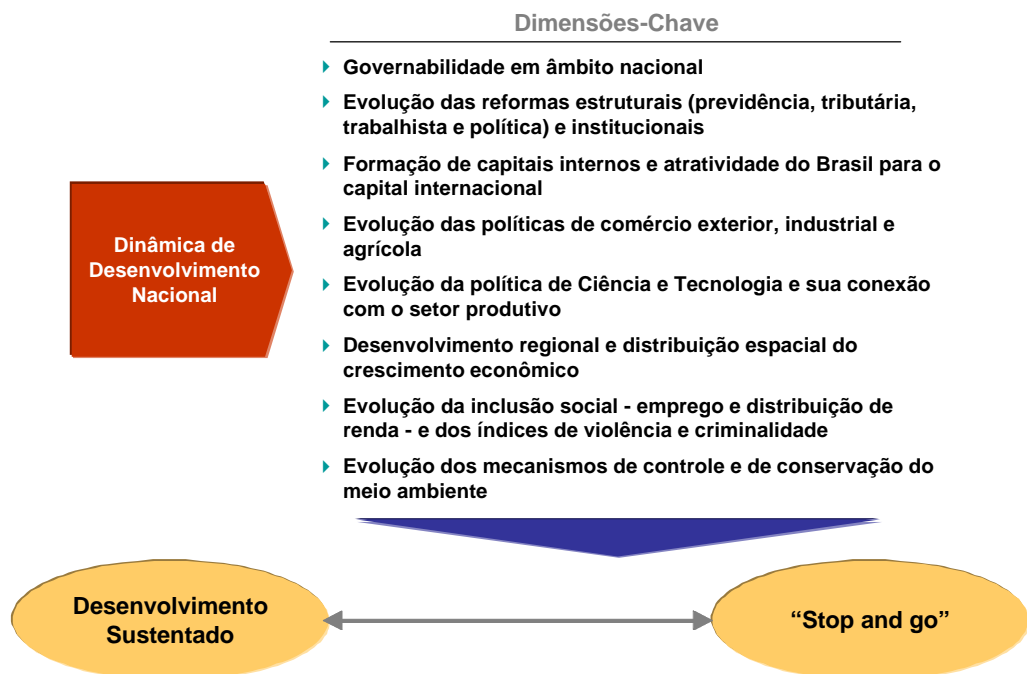 Dimensões-Chave
Governabilidade em âmbito nacional
Evolução das reformas estruturais (previdência, tributária,
trabalhista e política) e institucionais
Formação de capitais internos e atratividade do Brasil para o
capital internacional
Evolução das políticas de comércio exterior, industrial e
agrícola
Evolução da política de Ciência e Tecnologia e sua conexão
com o setor produtivo
Desenvolvimento regional e distribuição espacial do
crescimento econômico
Evolução da inclusão social - emprego e distribuição de
renda - e dos índices de violência e criminalidade
Evolução dos mecanismos de controle e de conservação do
meio ambiente
Dinâmica de
Desenvolvimento
Nacional
Desenvolvimento
Sustentado
“Stop and go”